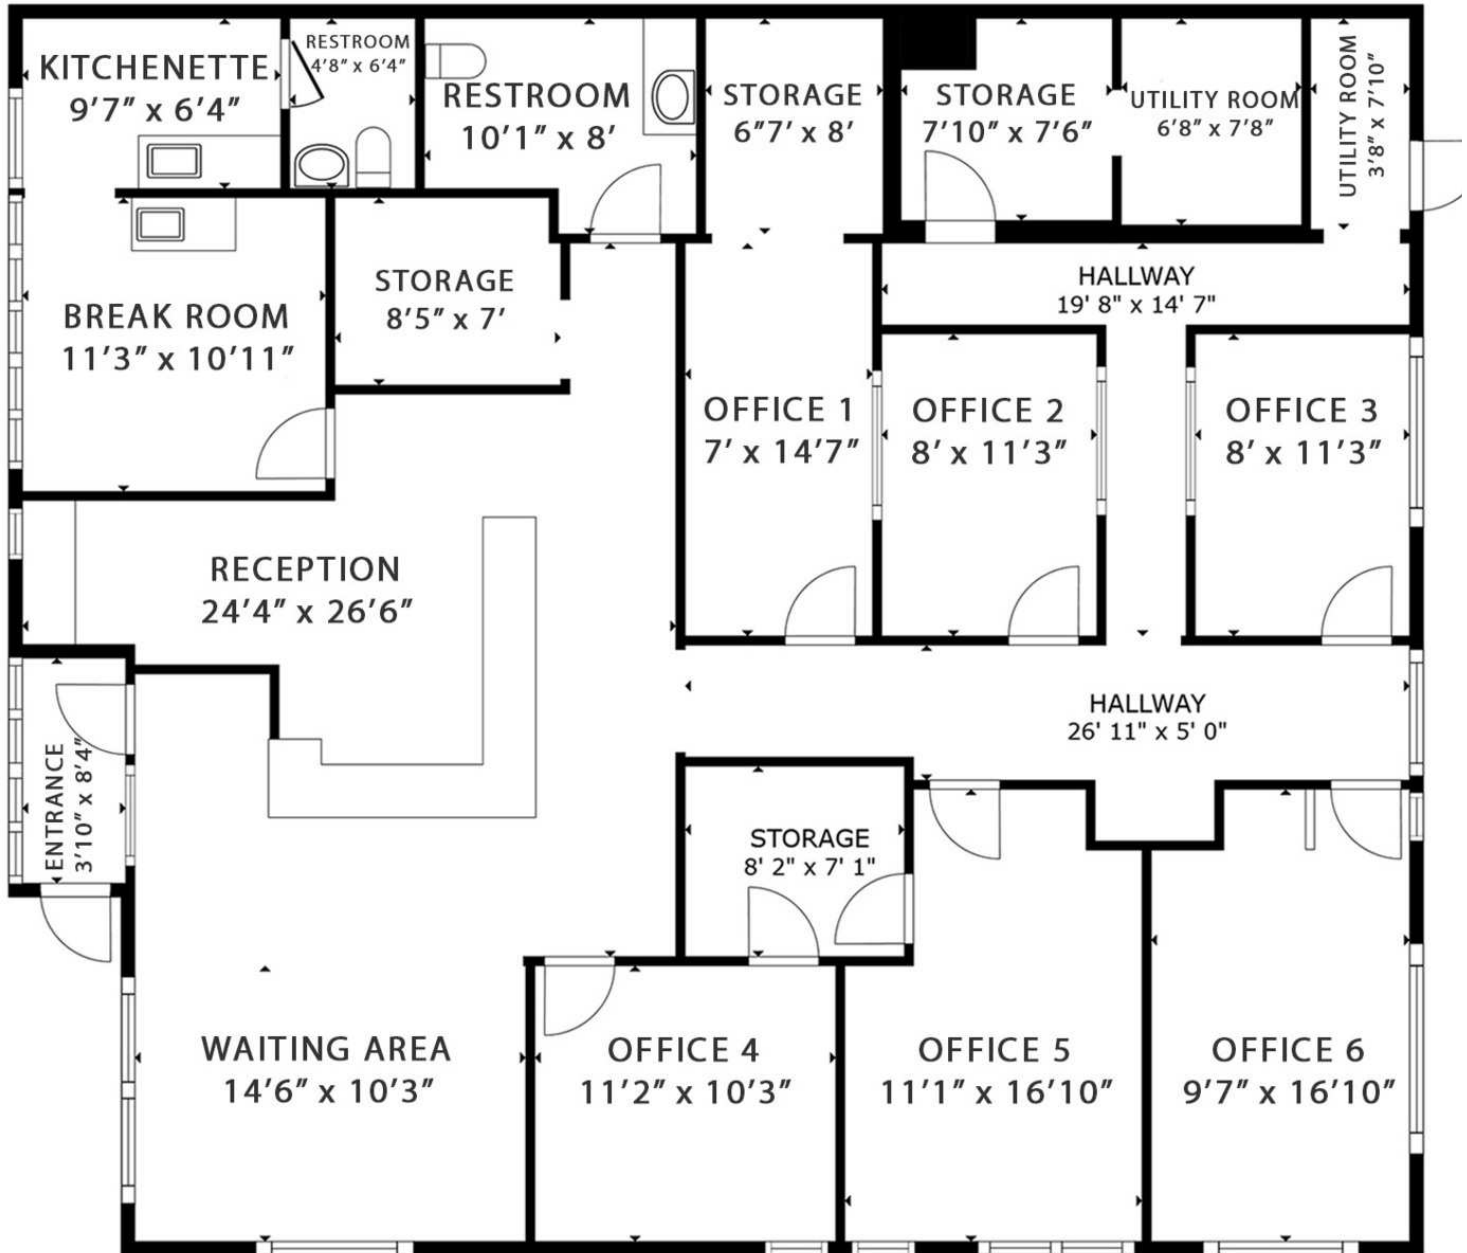 KITCHENETTE
9'7" x 6'4"
RESTROOM
4'8" x 6'4"
RESTROOM
10'1" x 8'
STORAGE
6"7' x 8'
STORAGE
7'10" x 7'6"
UTILITY ROOM
6'8" x 7'8"
UTILITY ROOM
3'8" x 7'10"
BREAK ROOM
11'3" x 10'11"
STORAGE
8'5" x 7'
HALLWAY
19' 8" x 14' 7"
OFFICE 1
7' x 14'7"
OFFICE 2
8' x 11'3"
OFFICE 3
8' x 11'3"
RECEPTION
24'4" x 26'6"
HALLWAY
26' 11" x 5' 0"
ENTRANCE
3'10" x 8'4"
STORAGE
8' 2" x 7' 1"
WAITING AREA
14'6" x 10'3"
OFFICE 4
11'2" x 10'3"
OFFICE 5
11'1" x 16'10"
OFFICE 6
9'7" x 16'10"